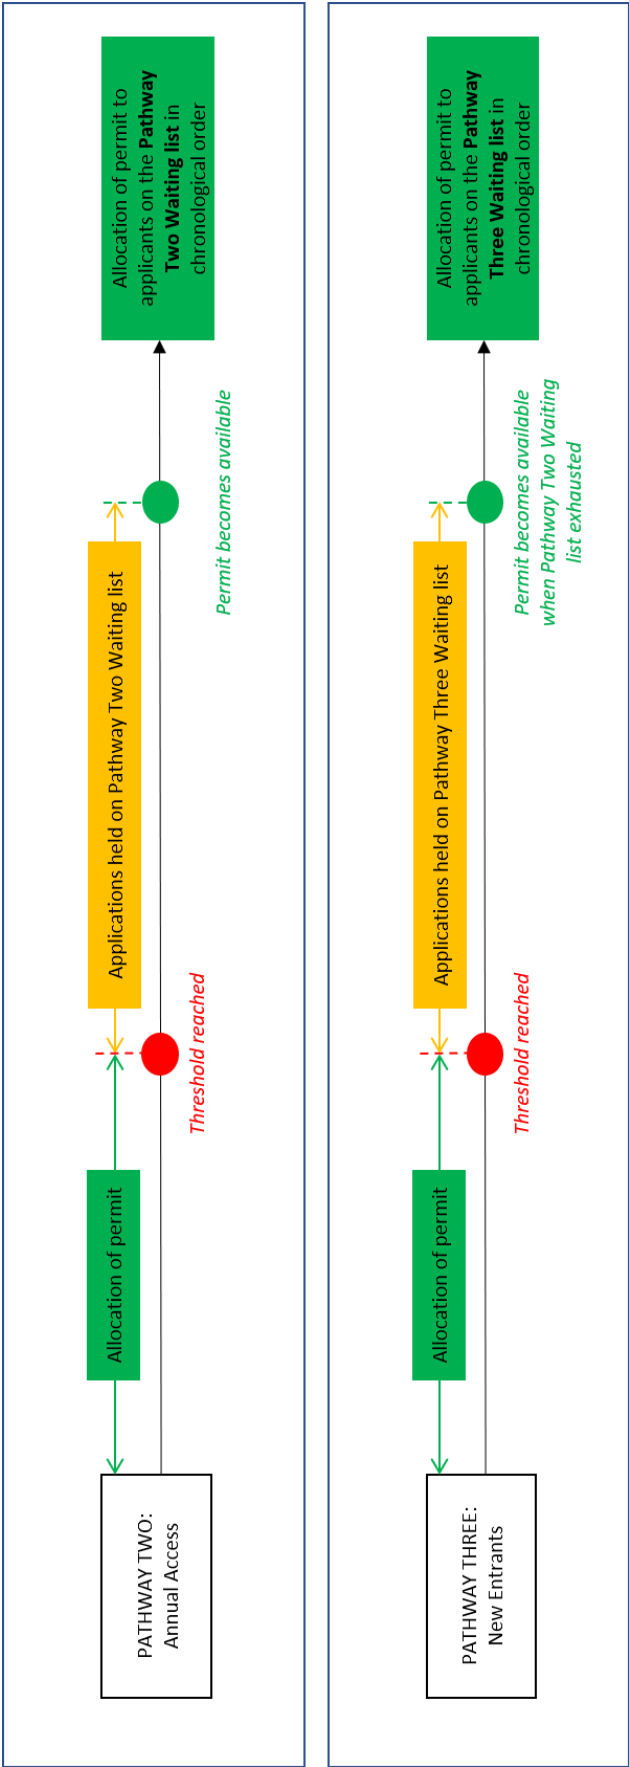 PATHWAY TWO:
Annual Access
Allocation of permit
Threshold reached
Applications held on Pathway Two Waiting list
Permit becomes available
Allocation of permit to
applicants on the Pathway
Two Waiting list in
chronological order
PATHWAY THREE:
New Entrants
Allocation of permit
Threshold reached
Applications held on Pathway Three Waiting list
Permit becomes available
when Pathway Two Waiting
list exhausted
Allocation of permit to
applicants on the Pathway
Three Waiting list in
chronological order